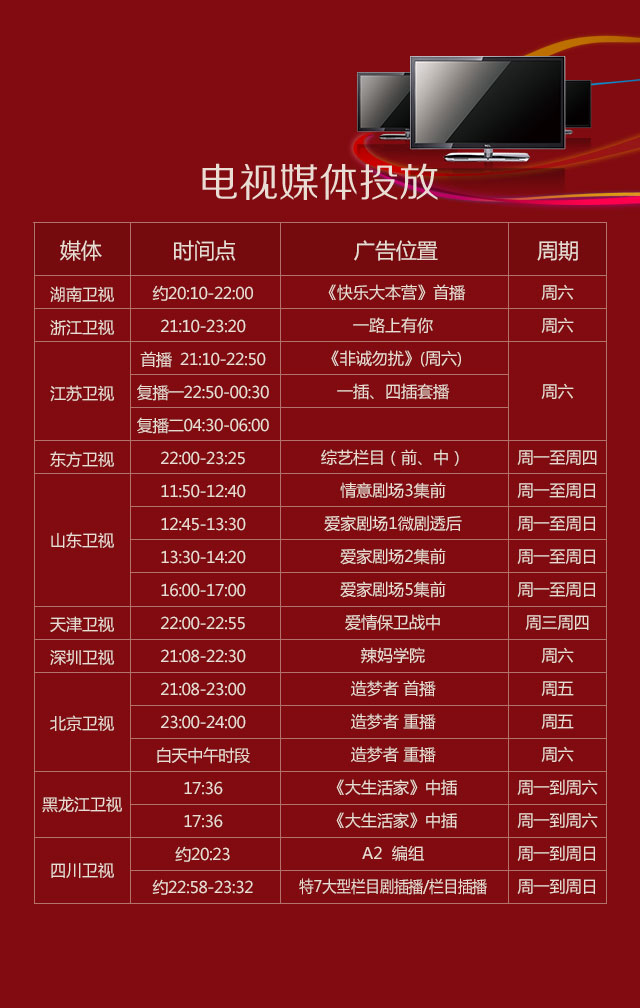 电视媒体投放
媒体 时间点 广告位置 周期
湖南卫视 约20:10-22:00 《快乐大本营》首播 周六
浙江卫视 21:10-23:20 一路上有你 周六
江苏卫视 首播 21:10-22:50 《非诚勿扰》(周六) 周六
复播一22:50-00:30 一插、四插套播
复播二04:30-06:00
东方卫视 22:00-23:25 综艺栏目（前、中） 周一至周四
山东卫视 11:50-12:40 情意剧场3集前 周一至周日
12:45-13:30 爱家剧场1微剧透后 周一至周日
13:30-14:20 爱家剧场2集前 周一至周日
16:00-17:00 爱家剧场5集前 周一至周日
天津卫视 22:00-22:55 爱情保卫战中 周三周四
深圳卫视 21:08-22:30 辣妈学院 周六
北京卫视 21:08-23:00 造梦者 首播 周五
23:00-24:00 造梦者 重播 周五
白天中午时段 造梦者 重播 周六
黑龙江卫视 17:36 《大生活家》中插 周一到周六
17:36 《大生活家》中插 周一到周六
四川卫视 约20:23 A2 编组 周一到周日
约22:58-23:32 特7大型栏目剧插播/栏目插播 周一到周日